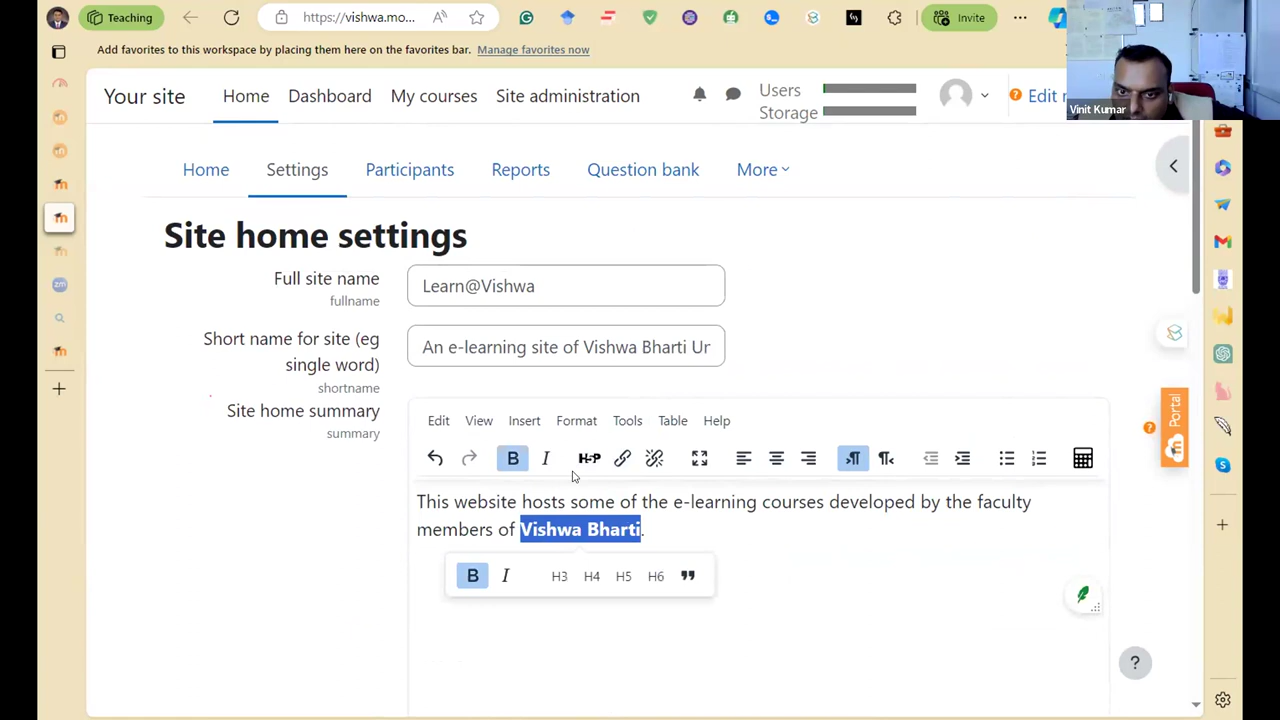 Teaching
https://vishwa.mo...
Invite
Add favorites to this workspace by placing them here on the favorites bar. Manage favorites now
Vinit Kumar
Your site
Home
Dashboard
My courses
Site administration
Users
Storage
Edit
Home
Settings
Participants
Reports
Question bank
More
Site home settings
Full site name
fullname
Learn@Vishwa
Short name for site (eg
single word)
shortname
An e-learning site of Vishwa Bharti Ur
Site home summary
summary
Edit View Insert Format Tools Table Help
B I H-P
This website hosts some of the e-learning courses developed by the faculty
members of Vishwa Bharti.
B I H3 H4 H5 H6
Portal
zm
?